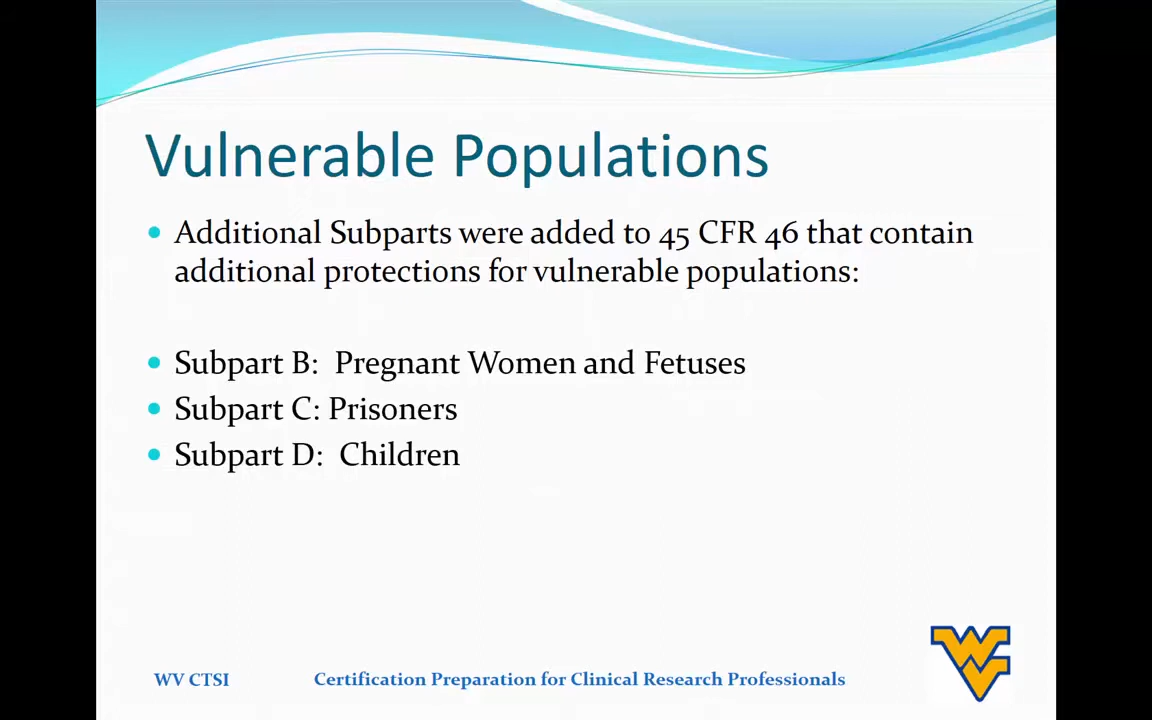 Vulnerable Populations
• Additional Subparts were added to 45 CFR 46 that contain
additional protections for vulnerable populations:
• Subpart B:  Pregnant Women and Fetuses
• Subpart C: Prisoners
• Subpart D:  Children
WV CTSI
Certification Preparation for Clinical Research Professionals
WV